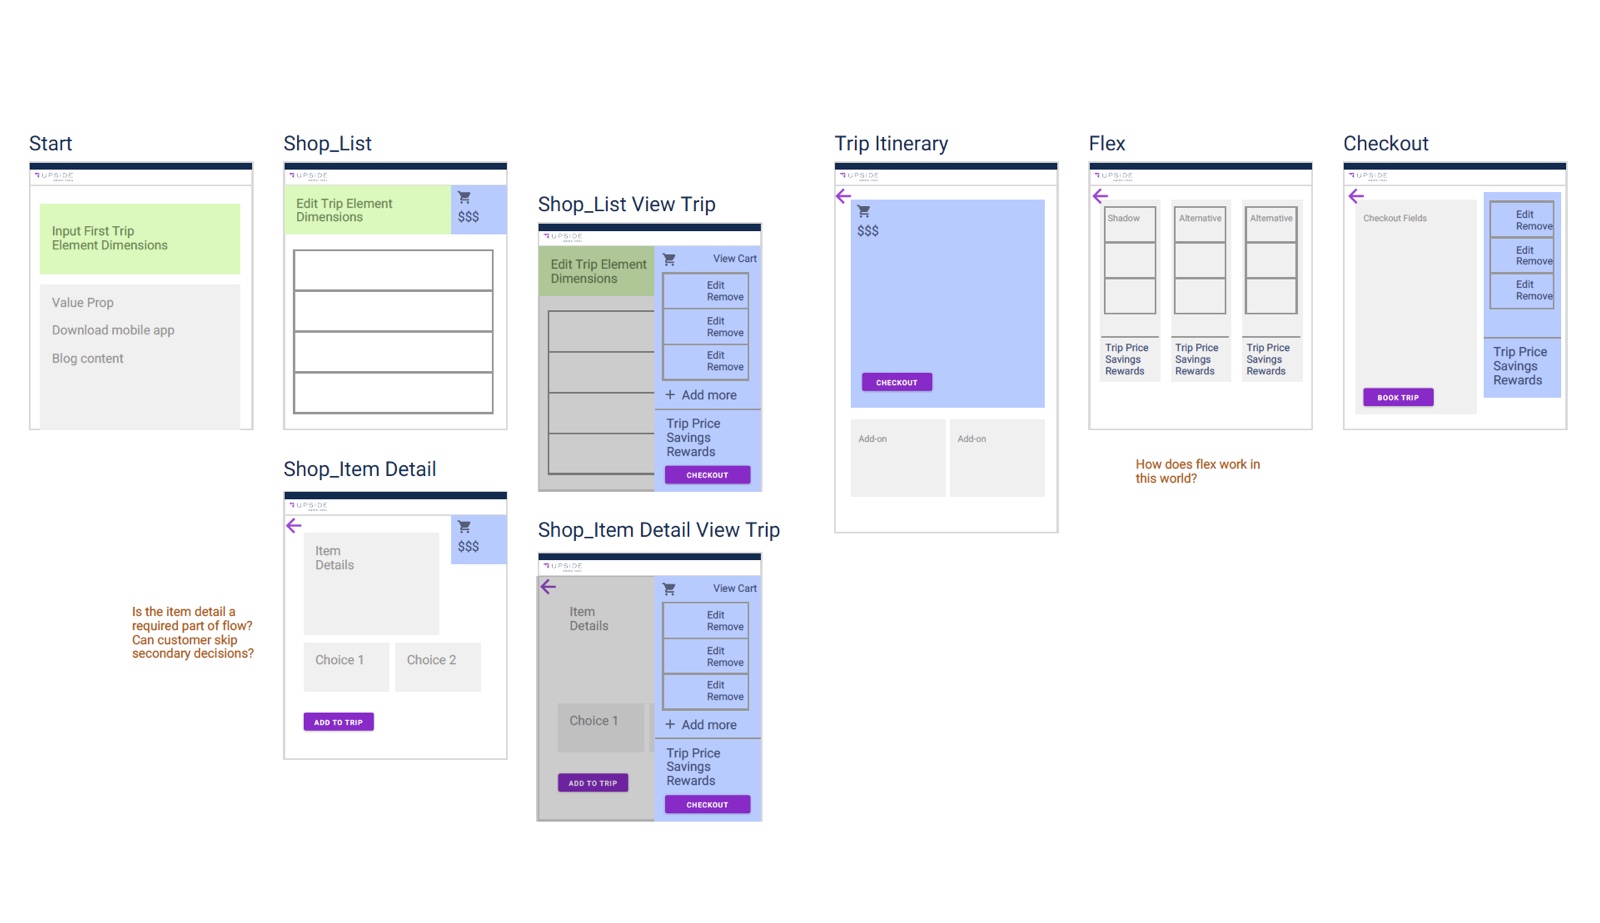 Start
UPSIDE
Input First Trip
Element Dimensions
Value Prop
Download mobile app
Blog content
Shop_List
UPSIDE
Edit Trip Element
Dimensions
$$$
Shop_Item Detail
UPSIDE
$$$
Item
Details
Choice 1
Choice 2
ADD TO TRIP
Is the item detail a
required part of flow?
Can customer skip
secondary decisions?
Shop_List View Trip
UPSIDE
Edit Trip Element
Dimensions
View Cart
Edit
Remove
Edit
Remove
Edit
Remove
+ Add more
Trip Price
Savings
Rewards
CHECKOUT
Shop_Item Detail View Trip
UPSIDE
Item
Details
Choice 1
ADD TO TRIP
View Cart
Edit
Remove
Edit
Remove
Edit
Remove
+ Add more
Trip Price
Savings
Rewards
CHECKOUT
Trip Itinerary
UPSIDE
$$$
CHECKOUT
Add-on
Add-on
Flex
UPSIDE
Shadow
Alternative
Alternative
Trip Price
Savings
Rewards
Trip Price
Savings
Rewards
Trip Price
Savings
Rewards
How does flex work in
this world?
Checkout
UPSIDE
Checkout Fields
BOOK TRIP
Edit
Remove
Edit
Remove
Edit
Remove
Trip Price
Savings
Rewards